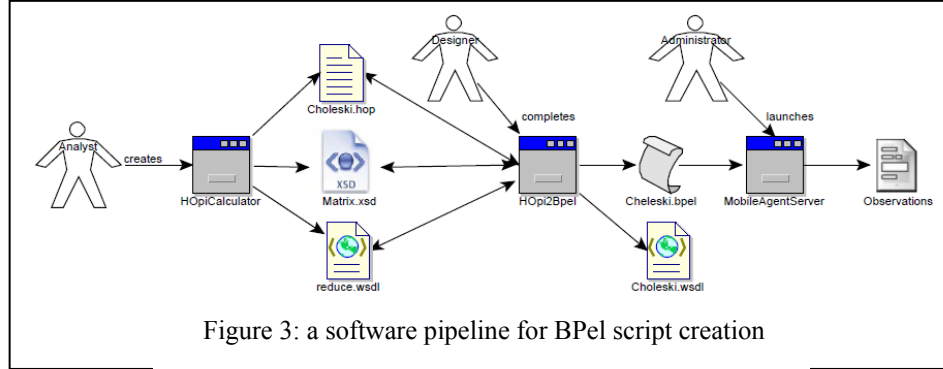 Designer
Administrator
Choleski.hop
completes
launches
Analyst
creates
XSD
HOpiCalculator
Matrix.xsd
HOpi2Bpel
Cheleski.bpel
MobileAgentServer
Observations
reduce.wsdl
Choleski.wsdl
Figure 3: a software pipeline for BPel script creation